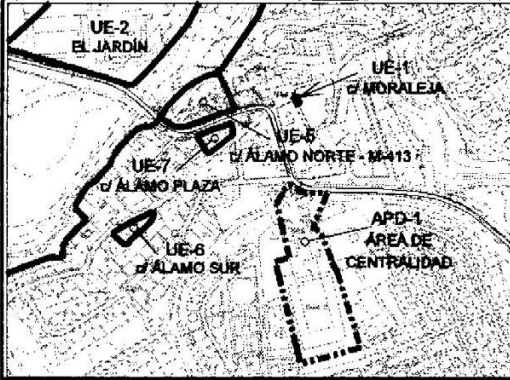 UE-2
EL JARDÍN
UE-1
c/ MORALEJA
UE-5
c/ ÁLAMO NORTE - M-413
UE-7
c/ ÁLAMO PLAZA
UE-6
c/ ÁLAMO SUR
APD-1
ÁREA DE
CENTRALIDAD